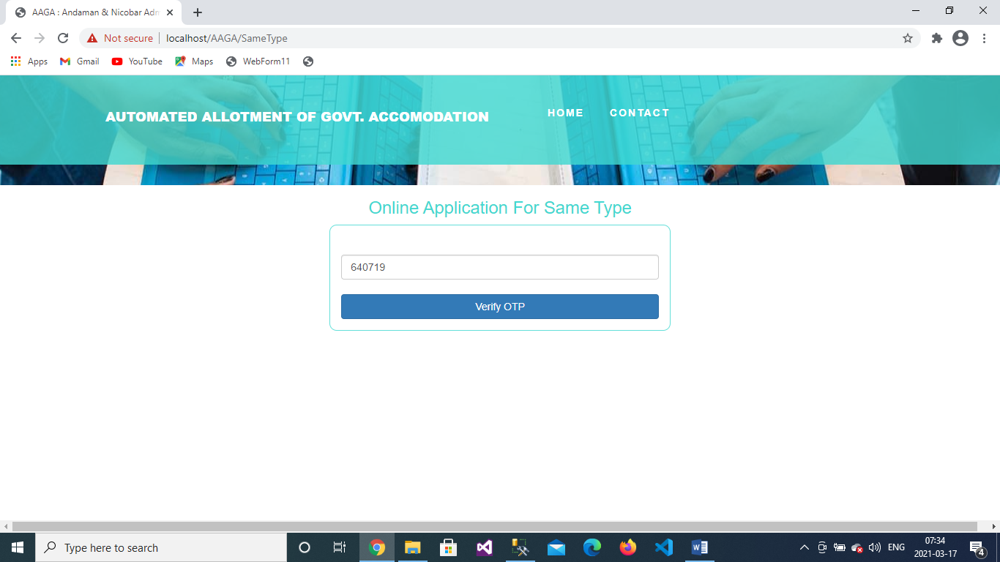 AAGA : Andaman & Nicobar Adm
Not secure
localhost/AAGA/SameType
Apps
Gmail
YouTube
Maps
WebForm11
AUTOMATED ALLOTMENT OF GOVT. ACCOMODATION
HOME
CONTACT
Online Application For Same Type
640719
Verify OTP
Type here to search
ENG
07:34
2021-03-17
4